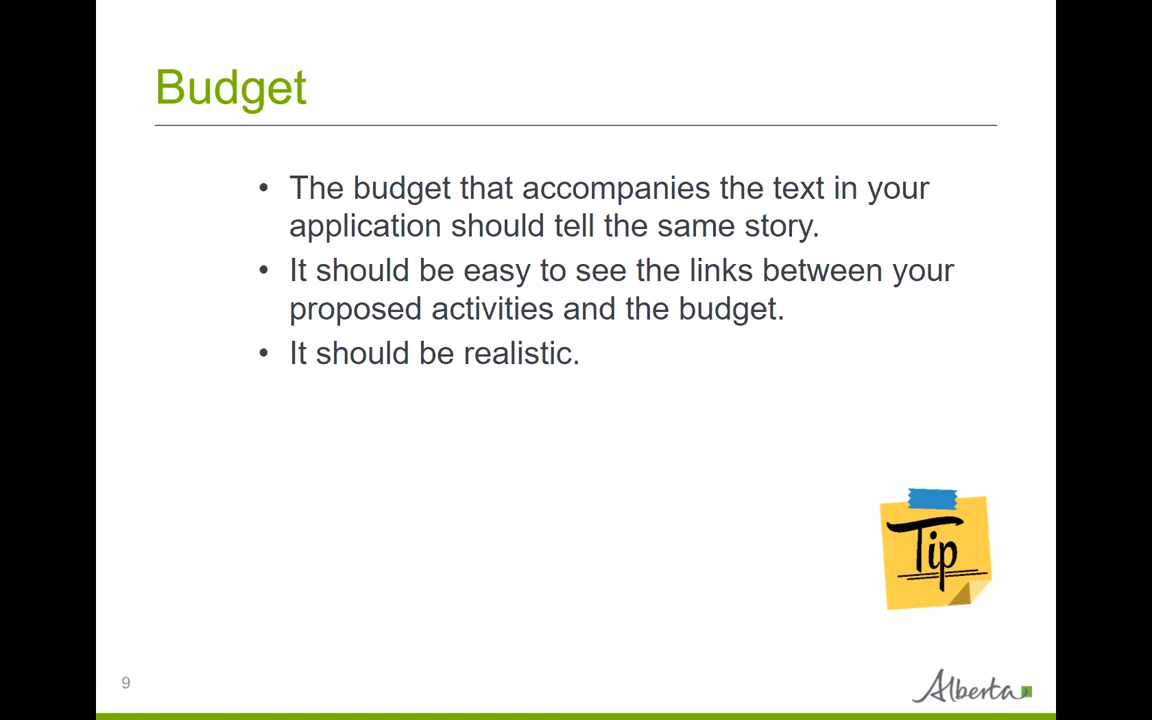 Budget
• The budget that accompanies the text in your
application should tell the same story.
• It should be easy to see the links between your
proposed activities and the budget.
• It should be realistic.
Tip
9
Alberta